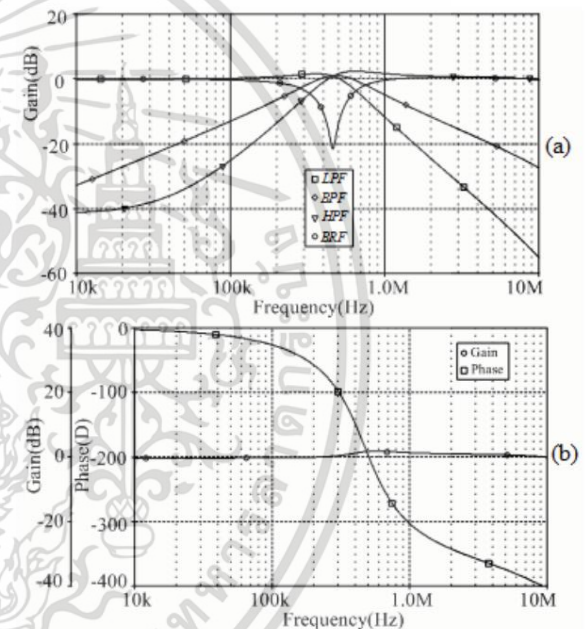 20
0
-20
-40
-60
Gain(dB)
LPF
BPF
HPF
BRF
10k 100k 1.0M 10M
Frequency(Hz)
(a)
40 0
20 -100
0 -200
-20 -300
-40 -400
Gain(dB)
Phase(D)
Gain
Phase
10k 100k 1.0M 10M
Frequency(Hz)
(b)